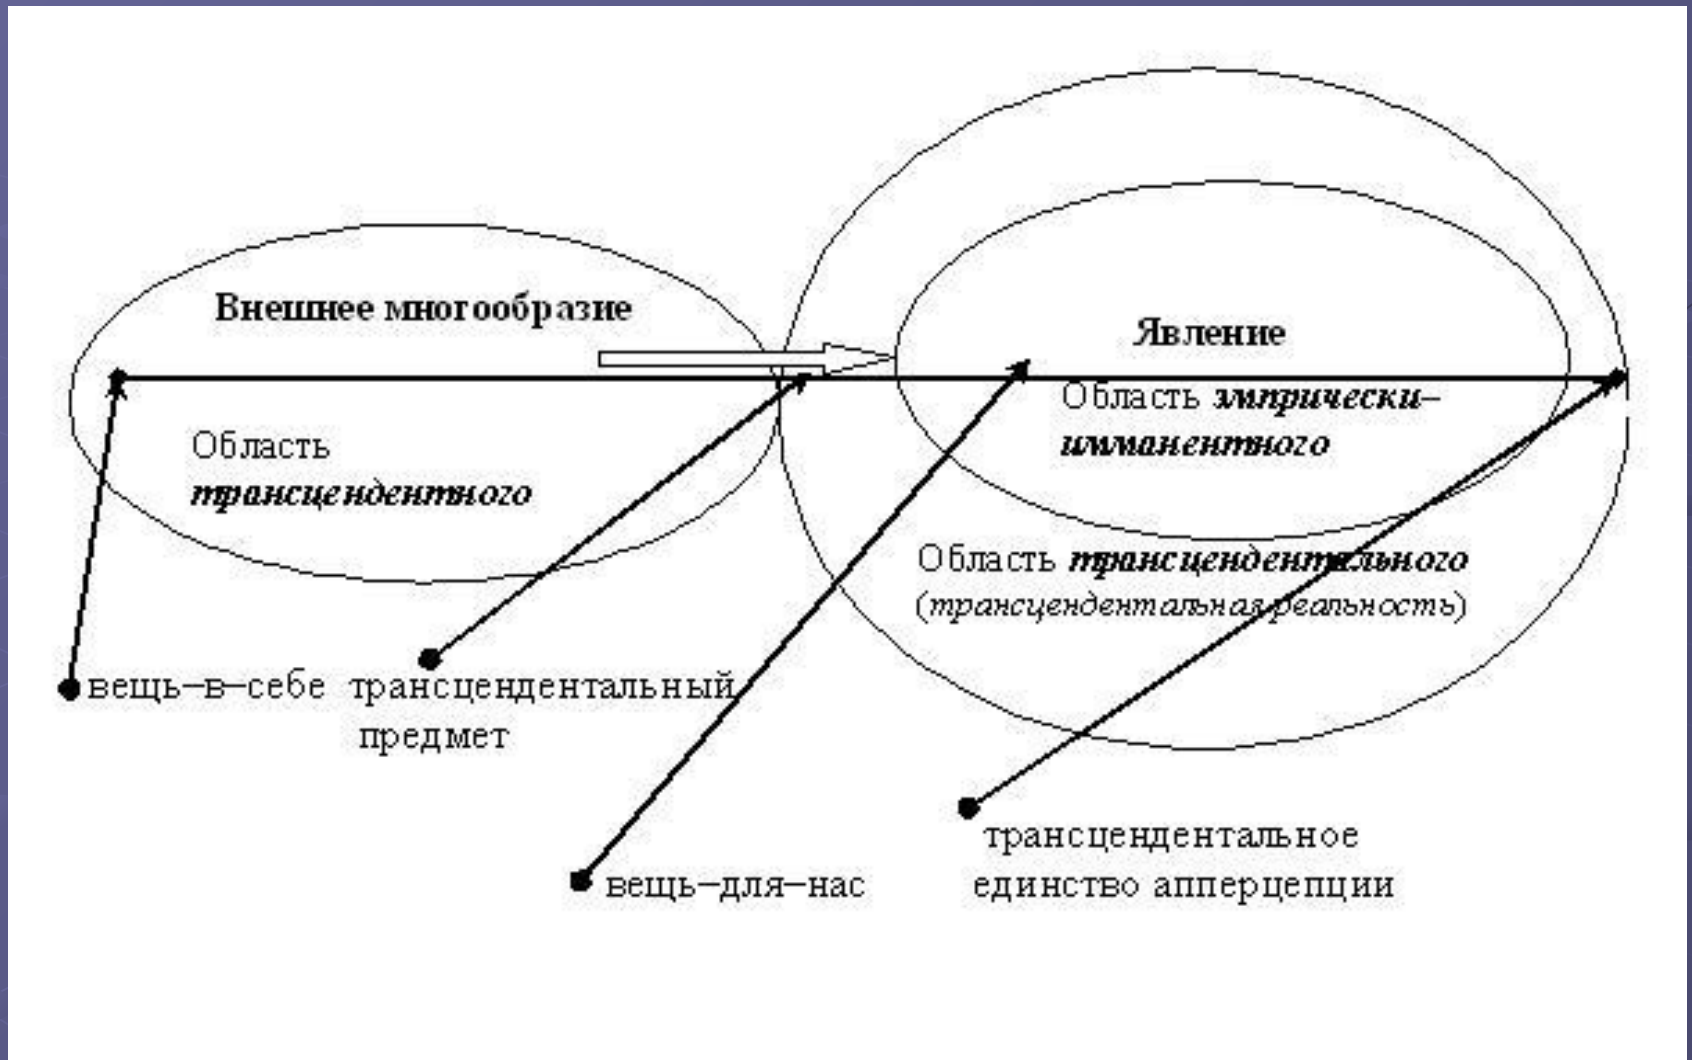 Внешнее многообразие
Явление
Область эмпрически–
имманентного
Область
трансцендентного
Область трансцендентального
(трансцендентальная реальность)
вещь–в–себе
трансцендентальный
предмет
вещь–для–нас
трансцендентальное
единство апперцепции